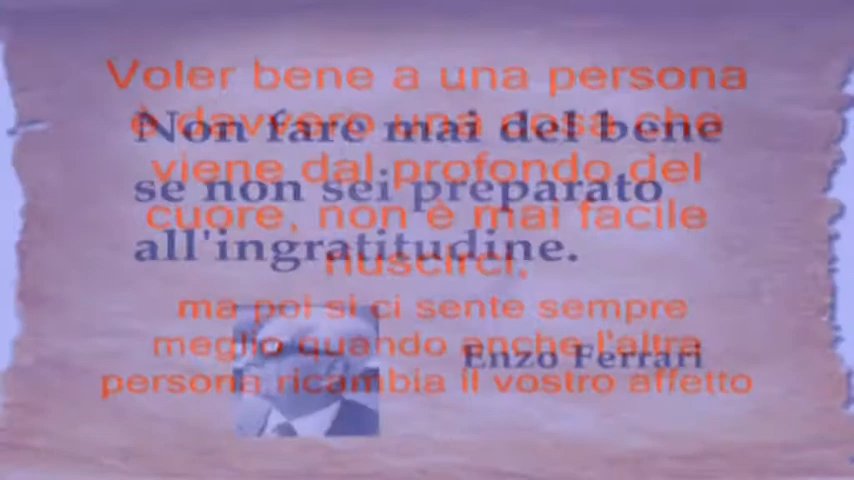 Voler bene a una persona
è davvero una cosa che
viene dal profondo del
cuore, non è mai facile
riuscirci,
ma poi si ci sente sempre
meglio quando anche l'altra
persona ricambia il vostro affetto
Non fare mai del bene
se non sei preparato
all'ingratitudine.
Enzo Ferrari